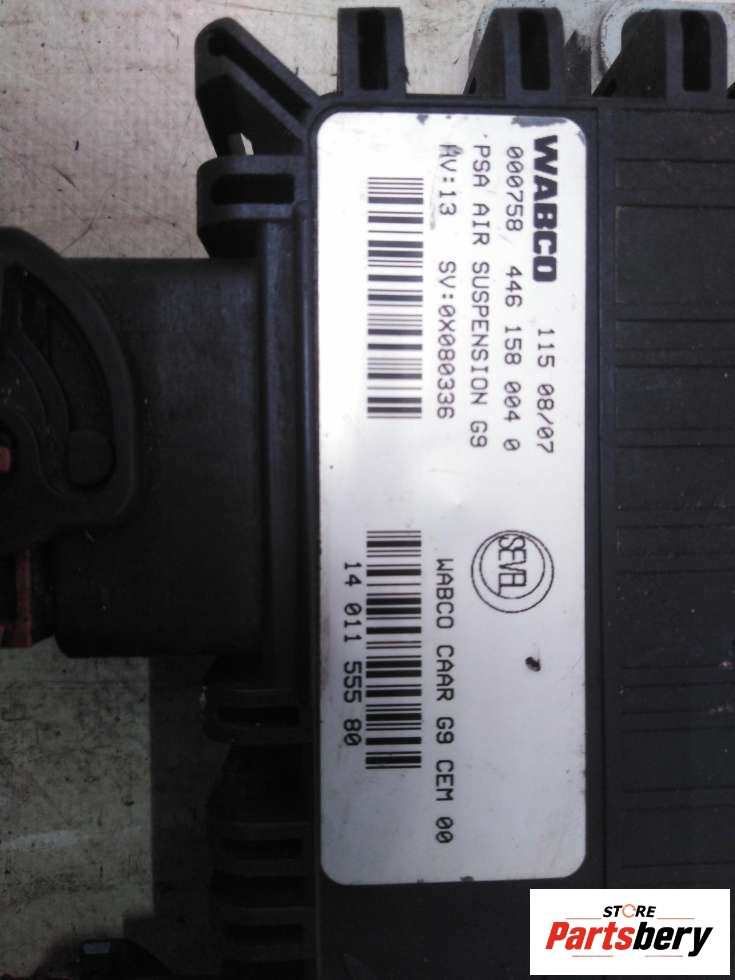 WABCO 115 08/07
000758 446 158 004 0
PSA AIR SUSPENSION G9
AV:13 SV:0X080336
SEVEL
WABCO CAAR G9 CEM 00
14 011 555 80
STORE
Partsbery